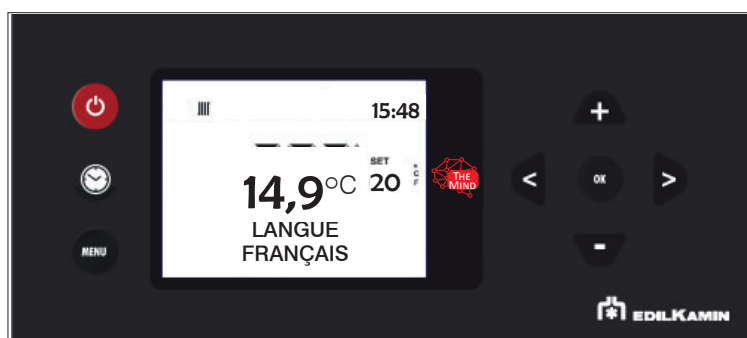 15:48
SET
14,9°C 20 °C
F
LANGUE
FRANÇAIS
THE
MIND
MENU
+
<
OK
>
-
EDILKAMIN